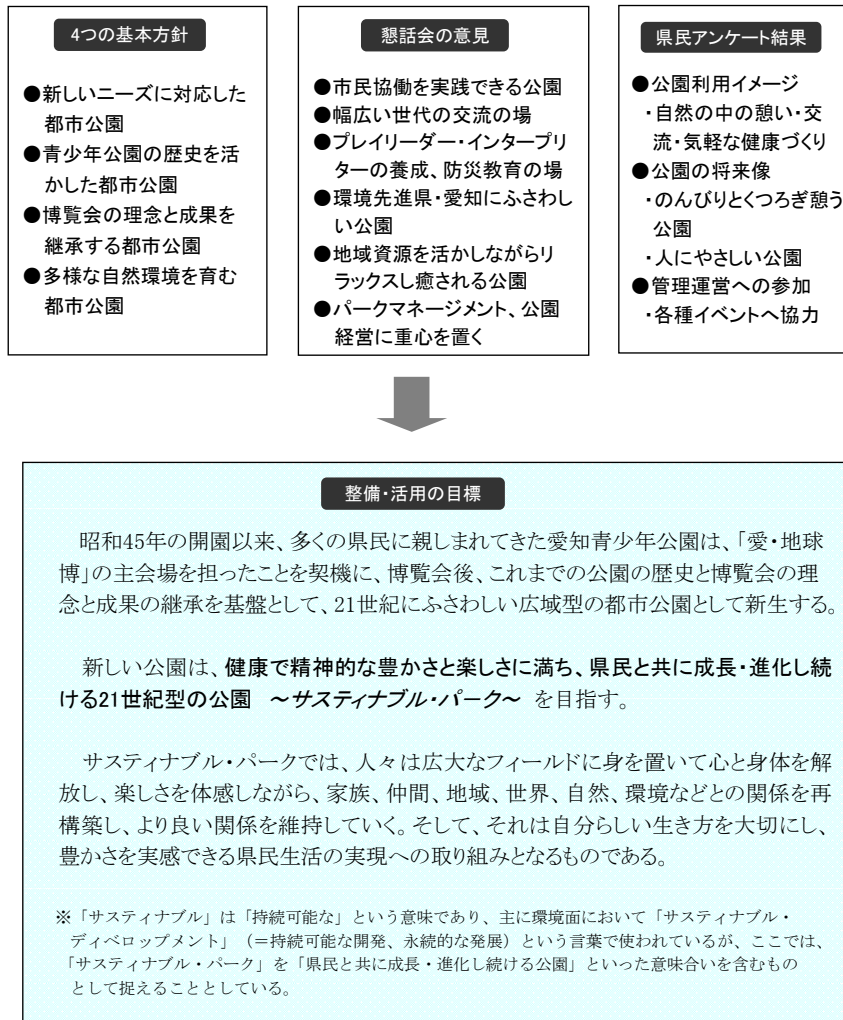 4つの基本方針
●新しいニーズに対応した
都市公園
●青少年公園の歴史を活
かした都市公園
●博覧会の理念と成果を
継承する都市公園
●多様な自然環境を育む
都市公園
懇話会の意見
●市民協働を実践できる公園
●幅広い世代の交流の場
●プレイリーダー・インタープリ
ターの養成、防災教育の場
●環境先進県・愛知にふさわし
い公園
●地域資源を活かしながらリ
ラックスし癒される公園
●パークマネージメント、公園
経営に重心を置く
県民アンケート結果
●公園利用イメージ
・自然の中の憩い・交
流・気軽な健康づくり
●公園の将来像
・のんびりとくつろぎ憩う
公園
・人にやさしい公園
●管理運営への参加
・各種イベントへ協力
整備・活用の目標
昭和45年の開園以来、多くの県民に親しまれてきた愛知青少年公園は、「愛・地球
博」の主会場を担ったことを契機に、博覧会後、これまでの公園の歴史と博覧会の理
念と成果の継承を基盤として、21世紀にふさわしい広域型の都市公園として新生する。
新しい公園は、健康で精神的な豊かさと楽しさに満ち、県民と共に成長・進化し続
ける21世紀型の公園 ～サスティナブル・パーク～ を目指す。
サスティナブル・パークでは、人々は広大なフィールドに身を置いて心と身体を解
放し、楽しさを体感しながら、家族、仲間、地域、世界、自然、環境などとの関係を再
構築し、より良い関係を維持していく。そして、それは自分らしい生き方を大切にし、
豊かさを実感できる県民生活の実現への取り組みとなるものである。
※「サスティナブル」は「持続可能な」という意味であり、主に環境面において「サスティナブル・
ディベロップメント」（＝持続可能な開発、永続的な発展）という言葉で使われているが、ここでは、
「サスティナブル・パーク」を「県民と共に成長・進化し続ける公園」といった意味合いを含むもの
として捉えることとしている。